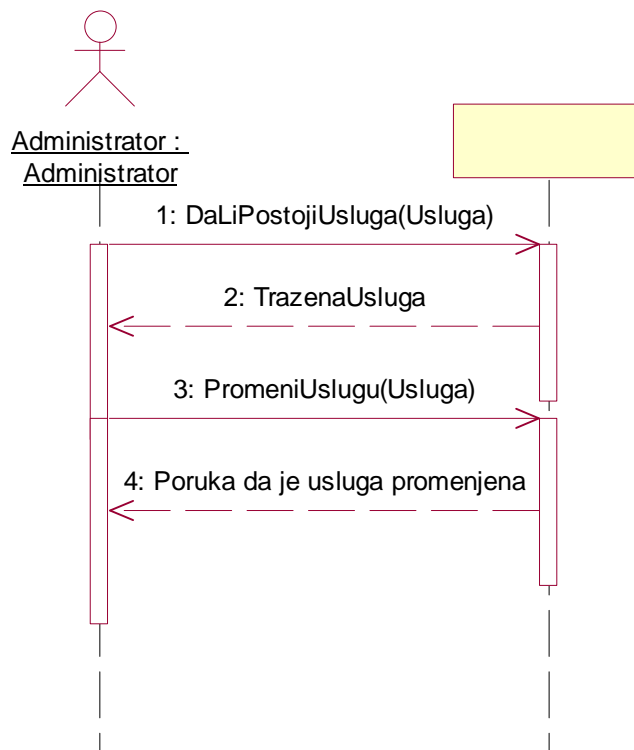 Administrator :
Administrator
1: DaLiPostojiUsluga(Usluga)
2: TrazenaUsluga
3: PromeniUslugu(Usluga)
4: Poruka da je usluga promenjena